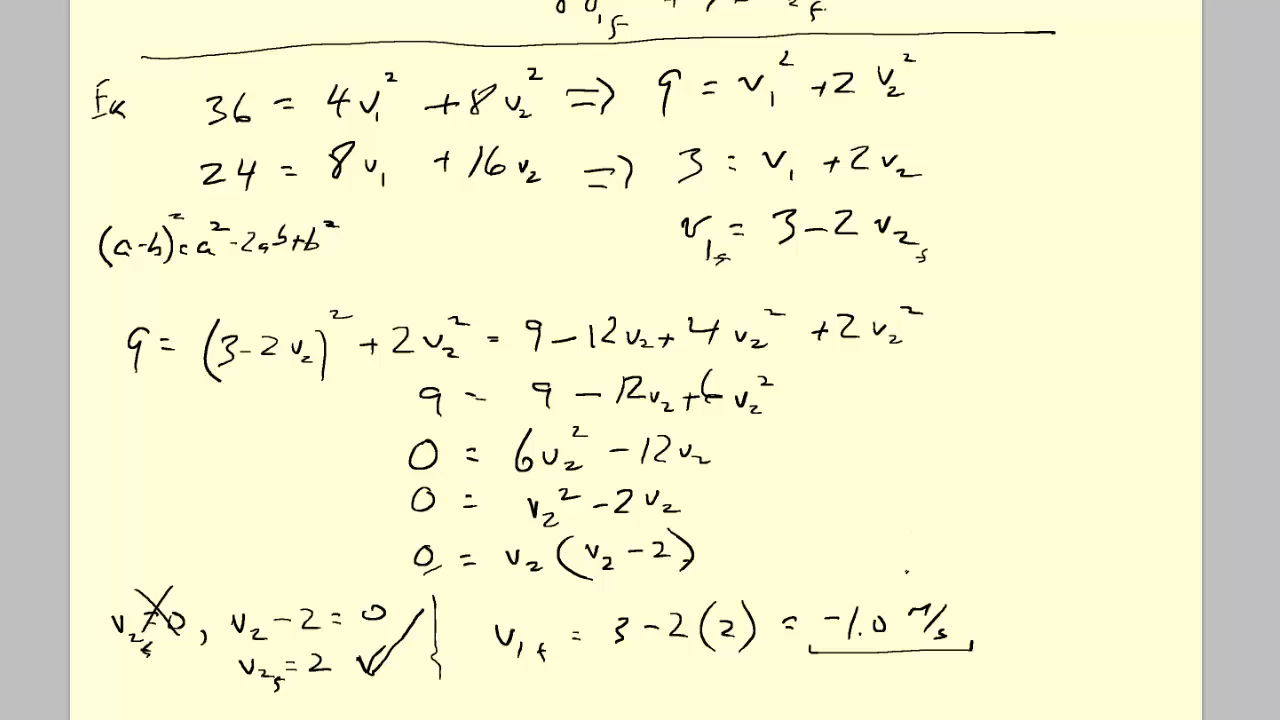 Ex 36 = 4v₁² + 8v₂² => 9 = v₁² + 2v₂²
24 = 8v₁ + 16v₂ => 3 = v₁ + 2v₂
(a-b)² = a² - 2ab + b² v₁f = 3 - 2v₂f
9 = (3 - 2v₂)² + 2v₂² = 9 - 12v₂ + 4v₂² + 2v₂²
9 = 9 - 12v₂ + 6v₂²
0 = 6v₂² - 12v₂
0 = v₂² - 2v₂
0 = v₂(v₂ - 2)
v₂f = 0, v₂ - 2 = 0 v₁f = 3 - 2(2) = -1.0 m/s
v₂f = 2 ✓